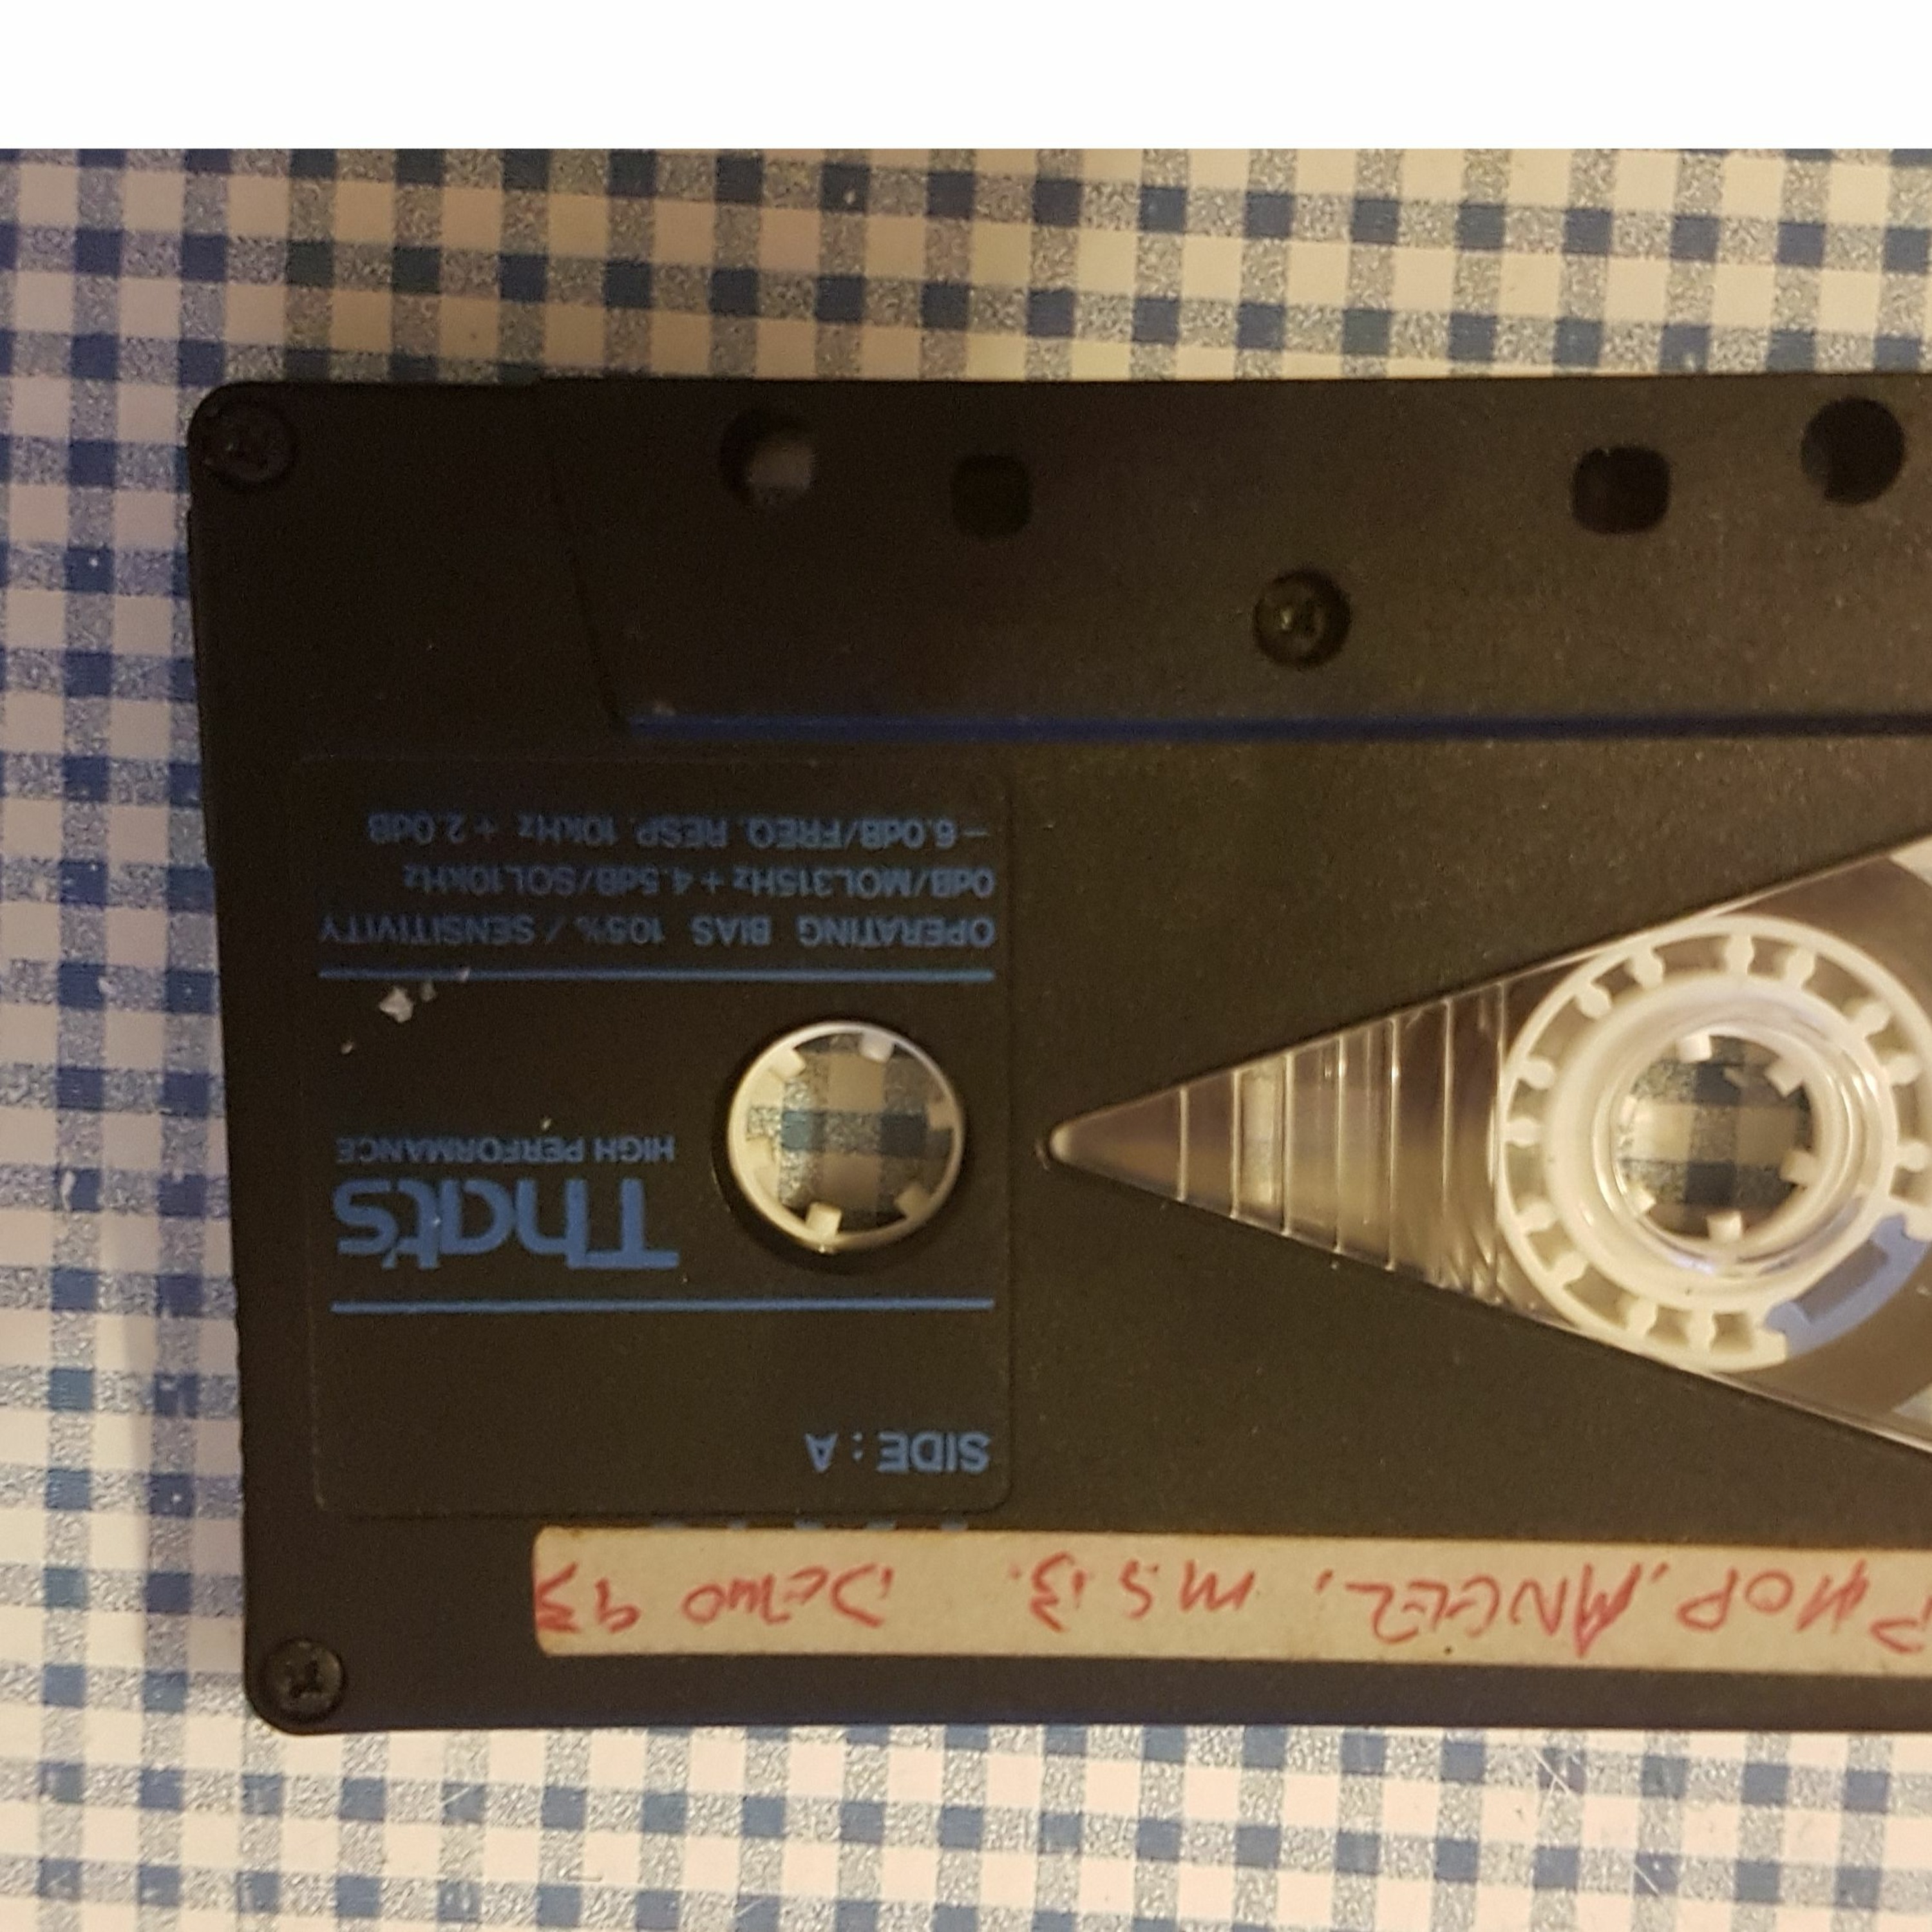 ANGEL, M.S.B. DEMO 93
SIDE : A
That's
HIGH PERFORMANCE
OPERATING BIAS 105% / SENSITIVITY
0dB/MOL315Hz + 4.5dB/SOL10kHz
−6.0dB/FREQ. RESP. 10kHz + 2.0dB